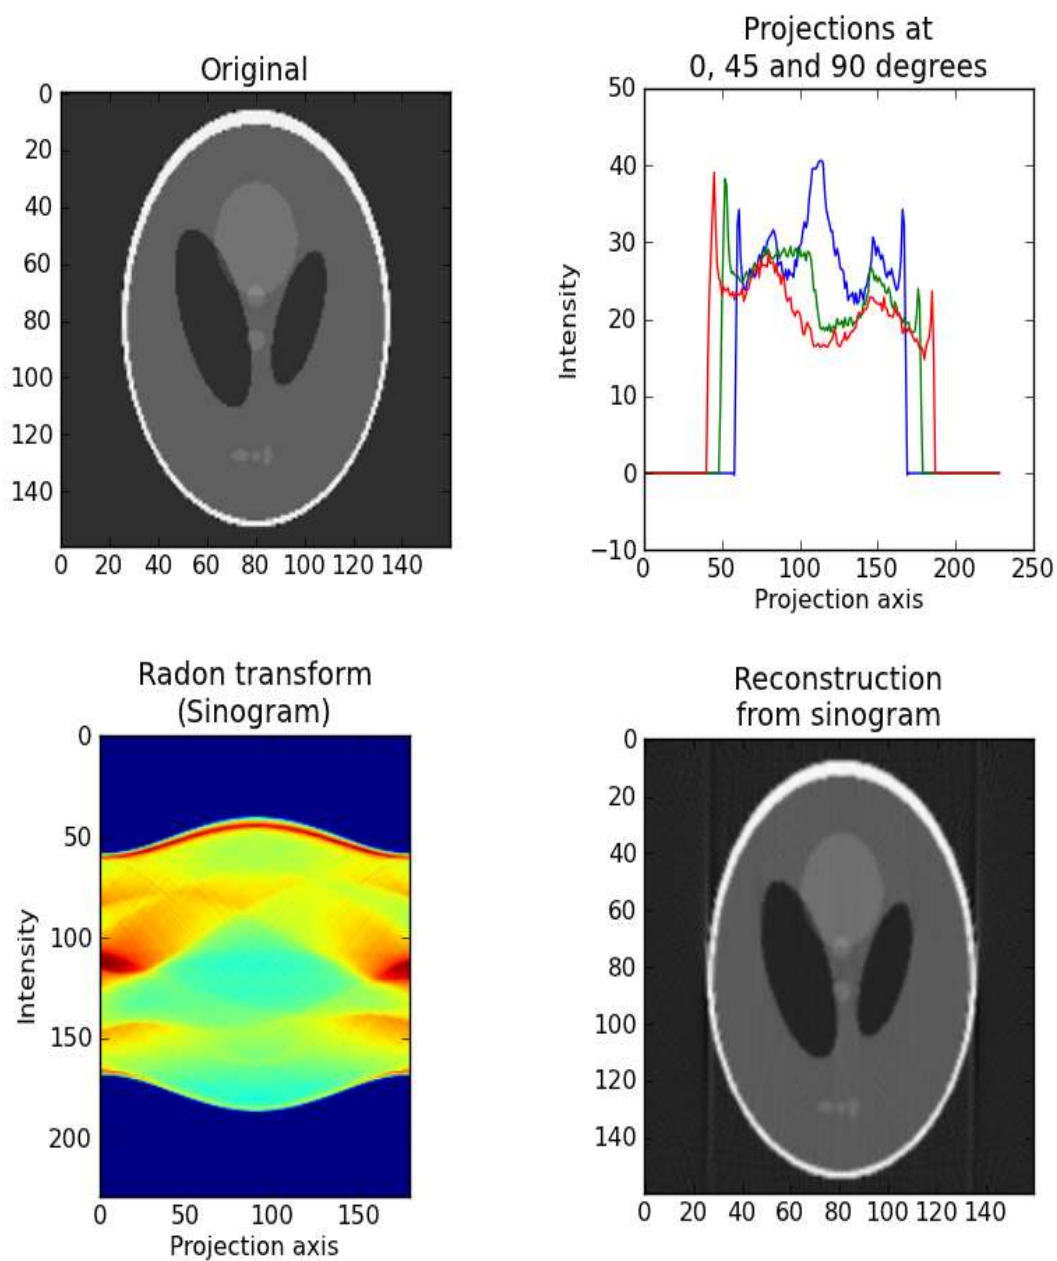 Original
0
20
40
60
80
100
120
140
0 20 40 60 80 100 120 140
Projections at
0, 45 and 90 degrees
50
40
30
20
10
0
−10
Intensity
0 50 100 150 200 250
Projection axis
Radon transform
(Sinogram)
0
50
100
150
200
Intensity
0 50 100 150
Projection axis
Reconstruction
from sinogram
0
20
40
60
80
100
120
140
0 20 40 60 80 100 120 140